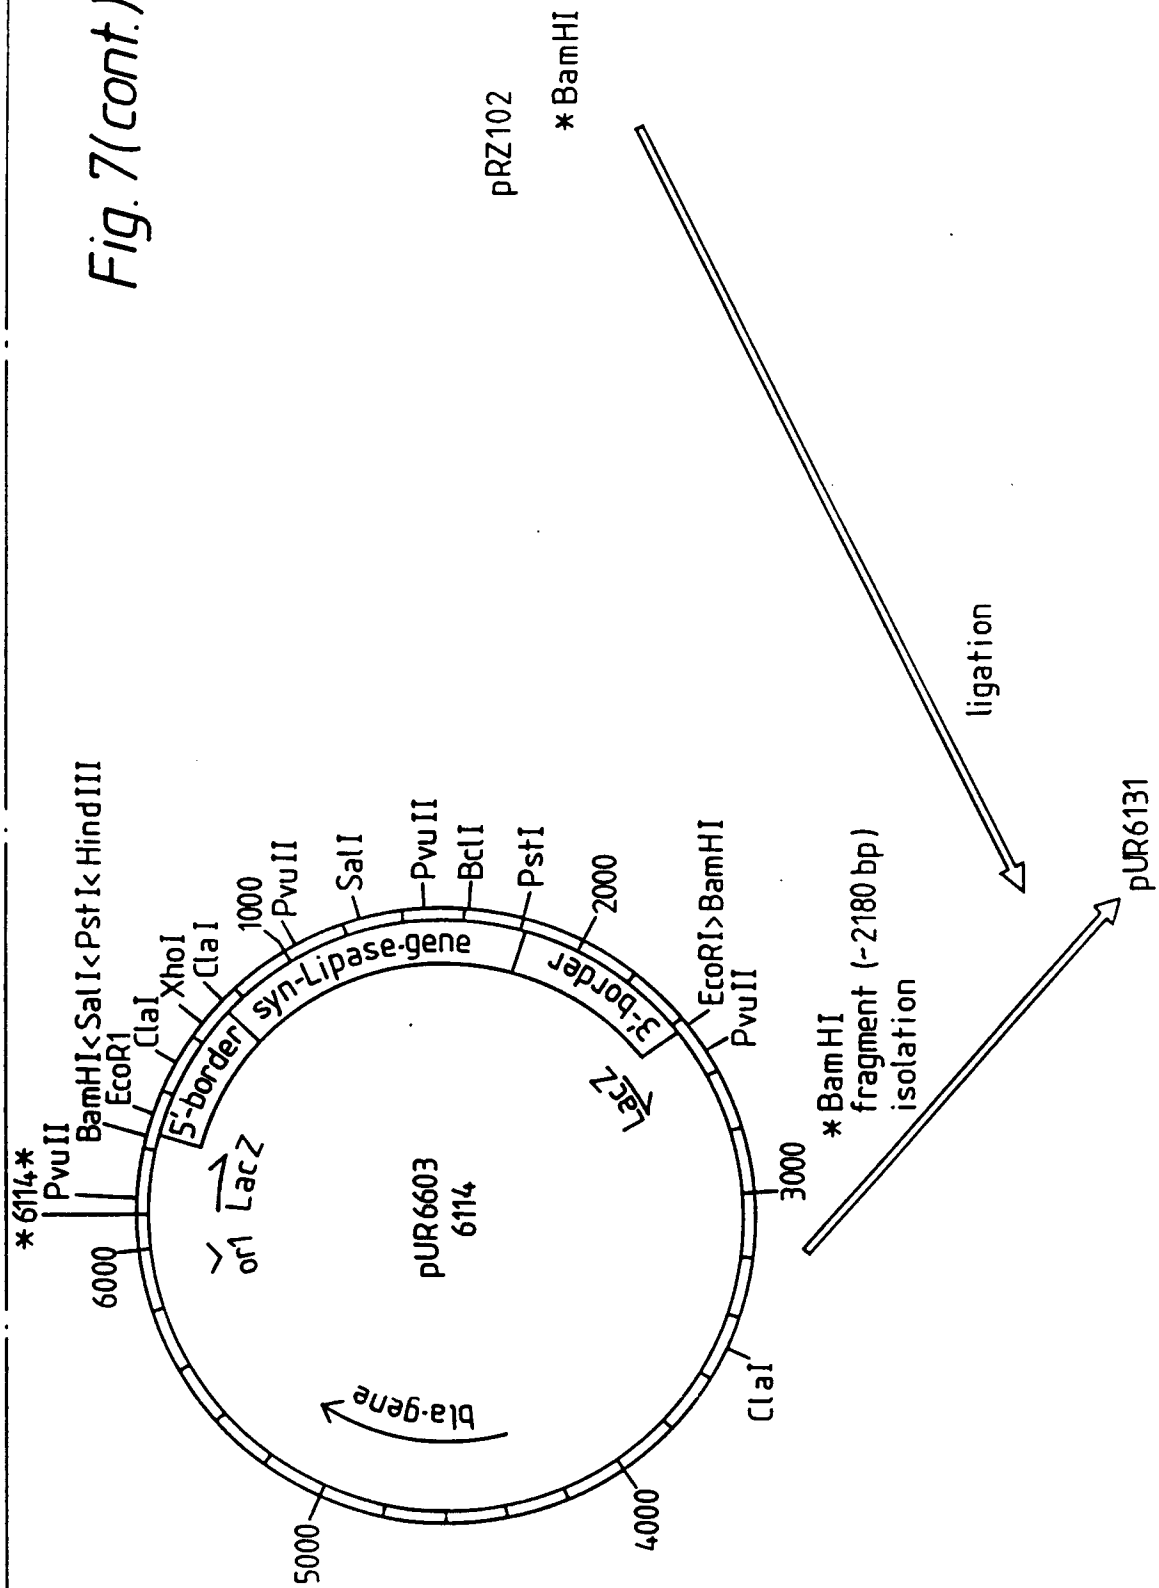 Fig. 7(cont.)
*6114*
PvuII
BamHI<SalI<PstI<HindIII
EcoR1
ClaI
XhoI
ClaI
1000
PvuII
SalI
PvuII
BclI
PstI
2000
EcoRI>BamHI
PvuII
3000
ClaI
4000
5000
6000
5'-border
syn-Lipase-gene
3'-border
LacZ
ori
LacZ
bla-gene
pUR6603
6114
*BamHI
fragment (~2180bp)
isolation
pRZ102
*BamHI
ligation
pUR6131